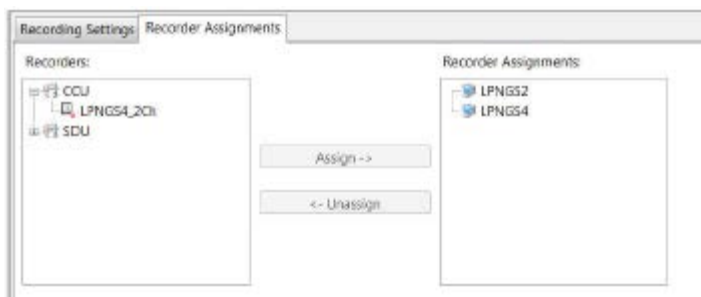 Recording Settings Recorder Assignments
Recorders: Recorder Assignments:
CCU
LPNGS4_2Ch
SDU
LPNGS2
LPNGS4
Assign ->
<- Unassign